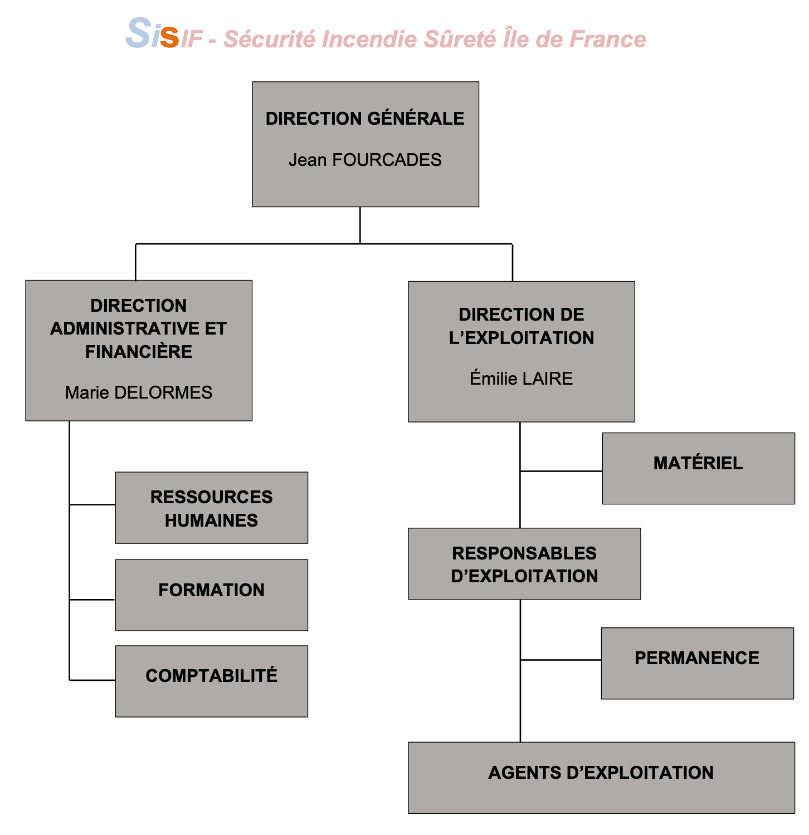 SisIF - Sécurité Incendie Sûreté Île de France
DIRECTION GÉNÉRALE
Jean FOURCADES
DIRECTION
ADMINISTRATIVE ET
FINANCIÈRE
Marie DELORMES
DIRECTION DE
L’EXPLOITATION
Émilie LAIRE
MATÉRIEL
RESSOURCES
HUMAINES
RESPONSABLES
D’EXPLOITATION
FORMATION
PERMANENCE
COMPTABILITÉ
AGENTS D’EXPLOITATION